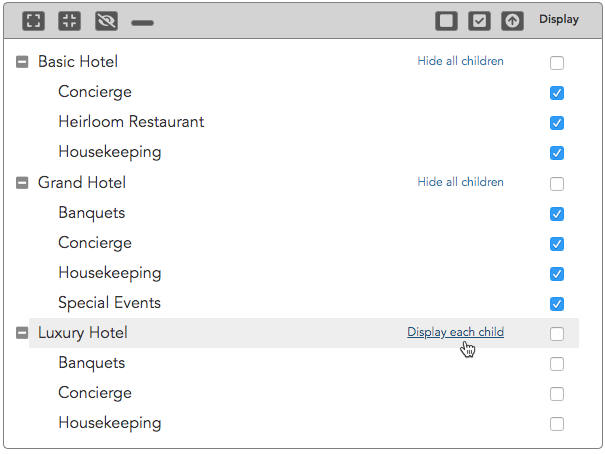 Display
Basic Hotel Hide all children
Concierge
Heirloom Restaurant
Housekeeping
Grand Hotel Hide all children
Banquets
Concierge
Housekeeping
Special Events
Luxury Hotel Display each child
Banquets
Concierge
Housekeeping